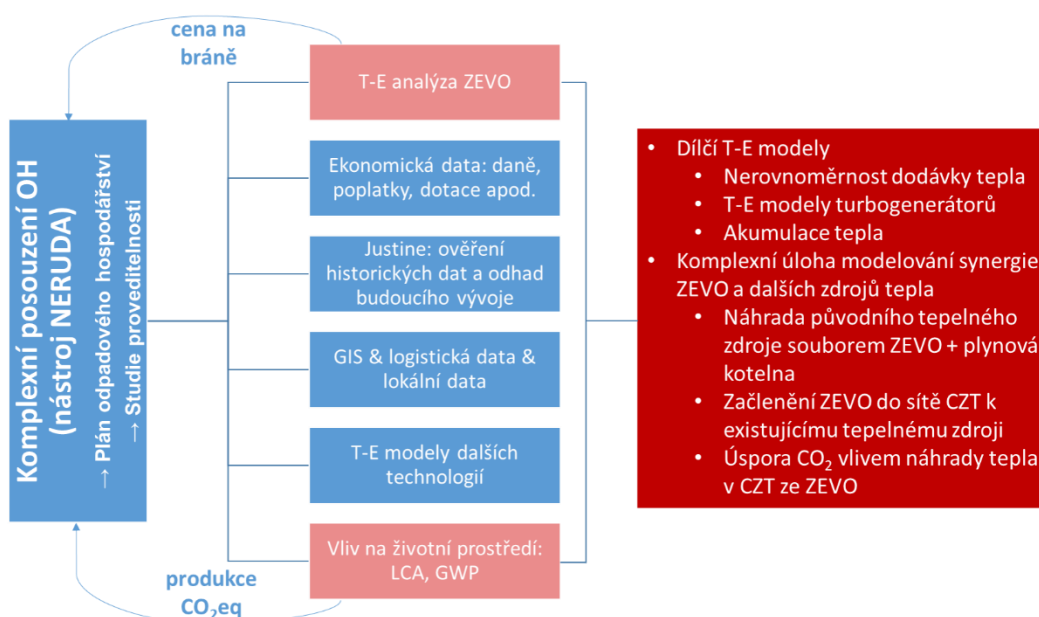 cena na
bráně
Komplexní posouzení OH
(nástroj NERUDA)
→ Plán odpadového hospodářství
→ Studie proveditelnosti
T-E analýza ZEVO
Ekonomická data: daně,
poplatky, dotace apod.
Justine: ověření
historických dat a odhad
budoucího vývoje
GIS & logistická data &
lokální data
T-E modely dalších
technologií
Vliv na životní prostředí:
LCA, GWP
produkce
CO₂eq
• Dílčí T-E modely
• Nerovnoměrnost dodávky tepla
• T-E modely turbogenerátorů
• Akumulace tepla
• Komplexní úloha modelování synergie
ZEVO a dalších zdrojů tepla
• Náhrada původního tepelného
zdroje souborem ZEVO + plynová
kotelna
• Začlenění ZEVO do sítě CZT k
existujícímu tepelnému zdroji
• Úspora CO₂ vlivem náhrady tepla
v CZT ze ZEVO